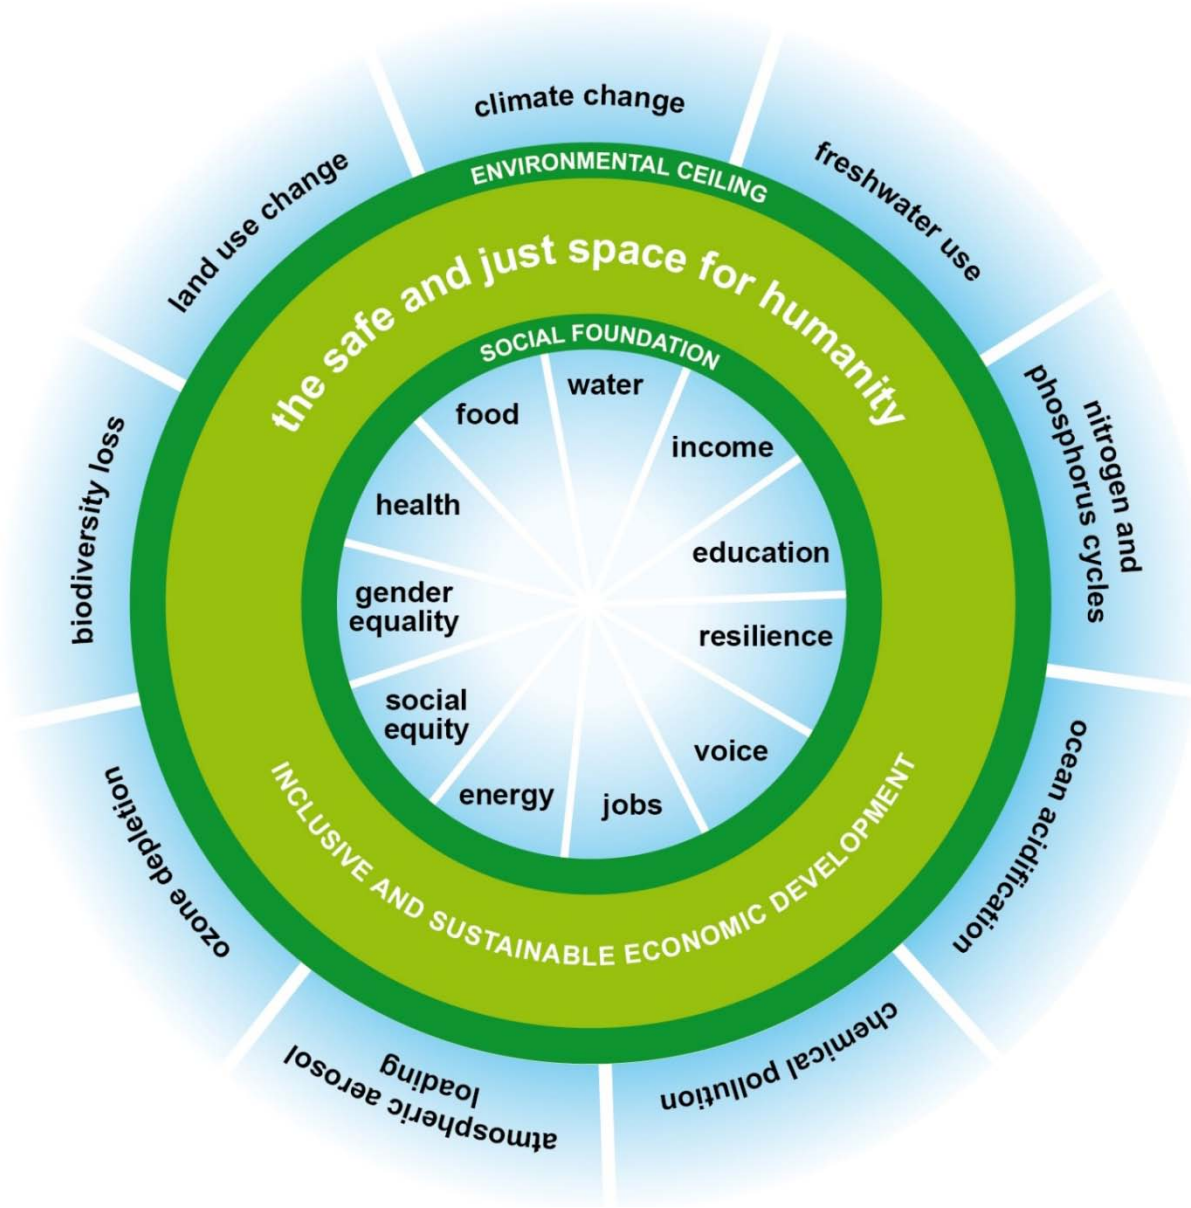 climate change
freshwater use
nitrogen and
phosphorus cycles
ocean acidification
chemical pollution
atmospheric aerosol
loading
ozone depletion
biodiversity loss
land use change
ENVIRONMENTAL CEILING
the safe and just space for humanity
SOCIAL FOUNDATION
water
income
education
resilience
voice
jobs
energy
social
equity
gender
equality
health
food
INCLUSIVE AND SUSTAINABLE ECONOMIC DEVELOPMENT